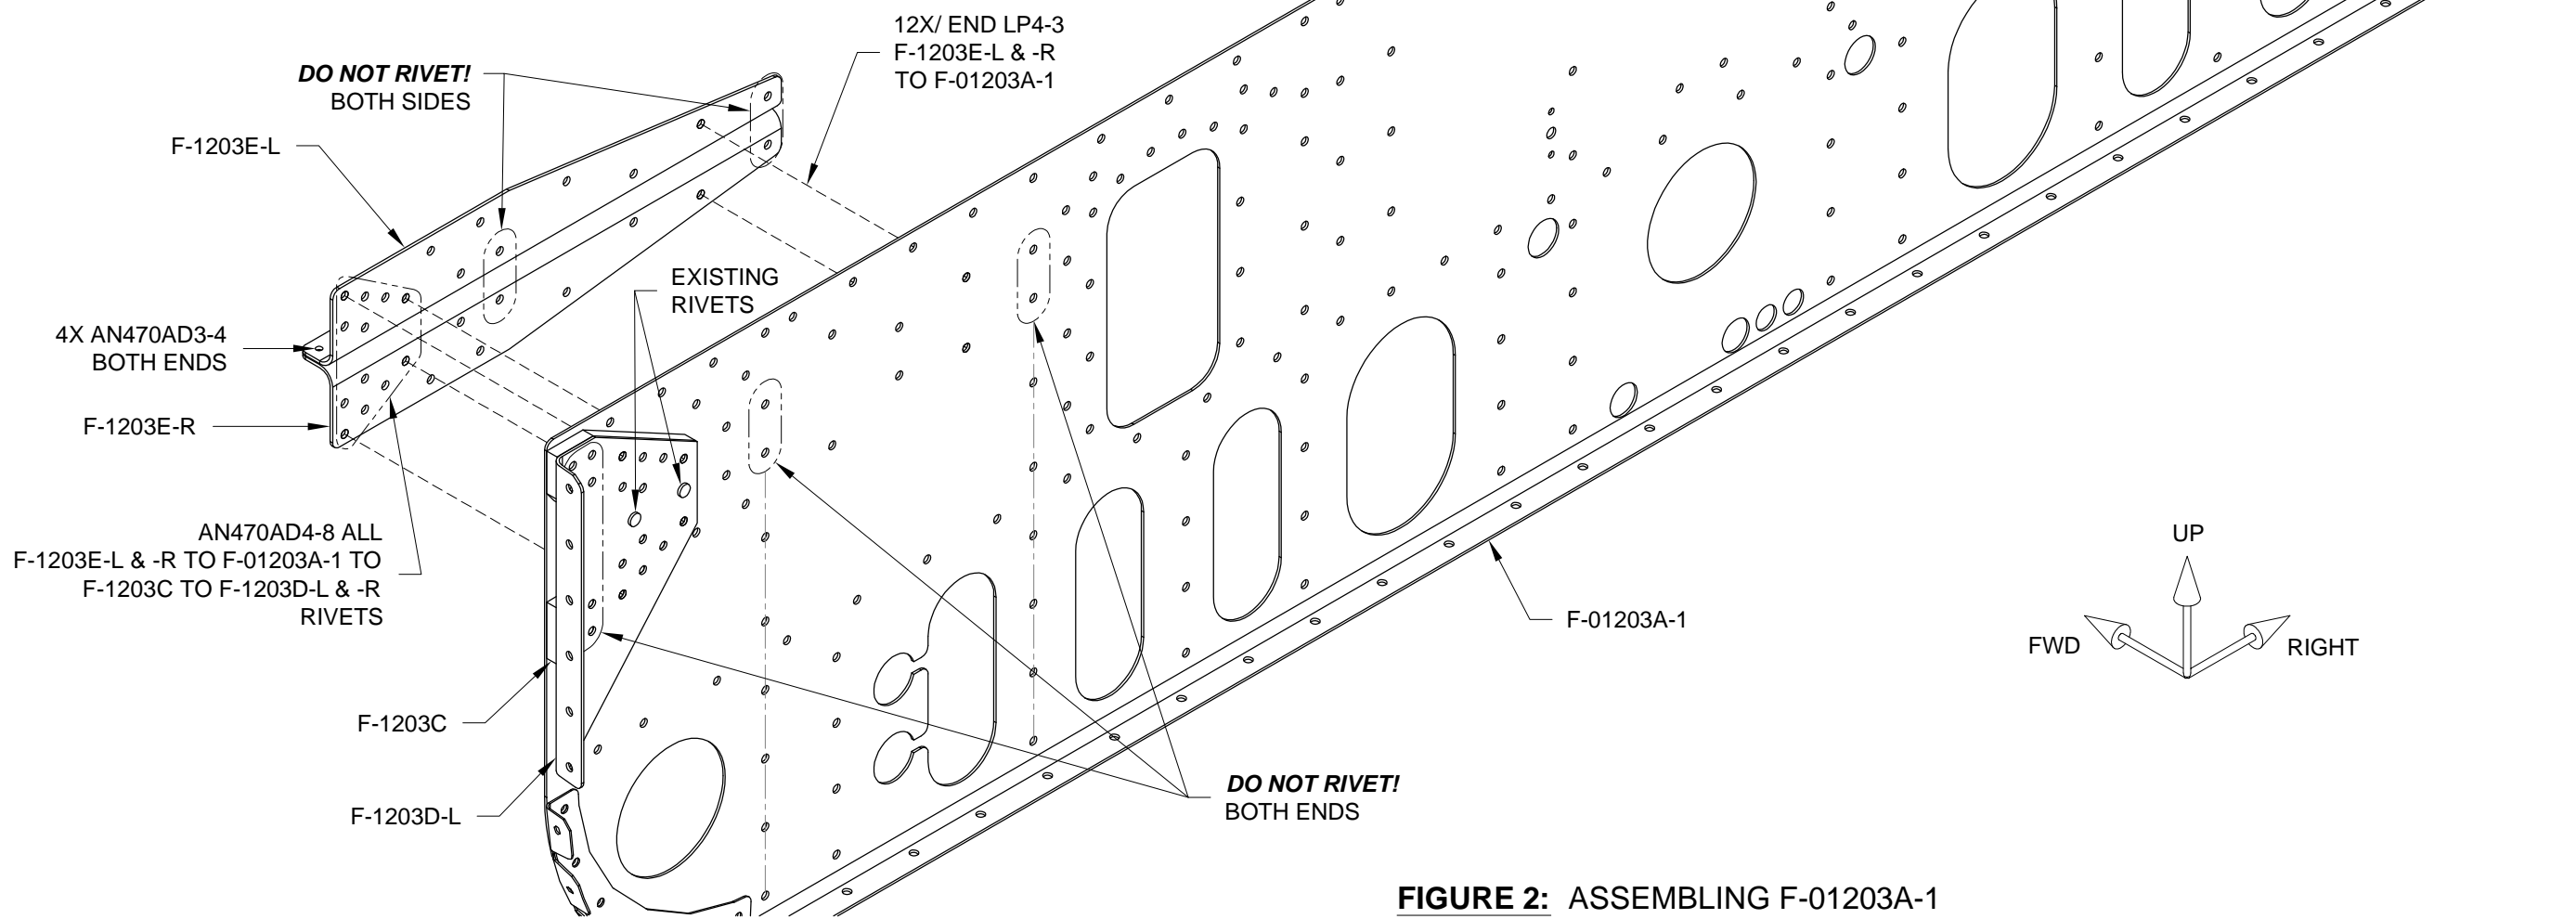 12X/ END LP4-3
F-1203E-L & -R
TO F-01203A-1
DO NOT RIVET!
BOTH SIDES
F-1203E-L
EXISTING
RIVETS
4X AN470AD3-4
BOTH ENDS
F-1203E-R
AN470AD4-8 ALL
F-1203E-L & -R TO F-01203A-1 TO
F-1203C TO F-1203D-L & -R
RIVETS
F-1203C
F-1203D-L
DO NOT RIVET!
BOTH ENDS
F-01203A-1
UP
FWD
RIGHT
FIGURE 2: ASSEMBLING F-01203A-1